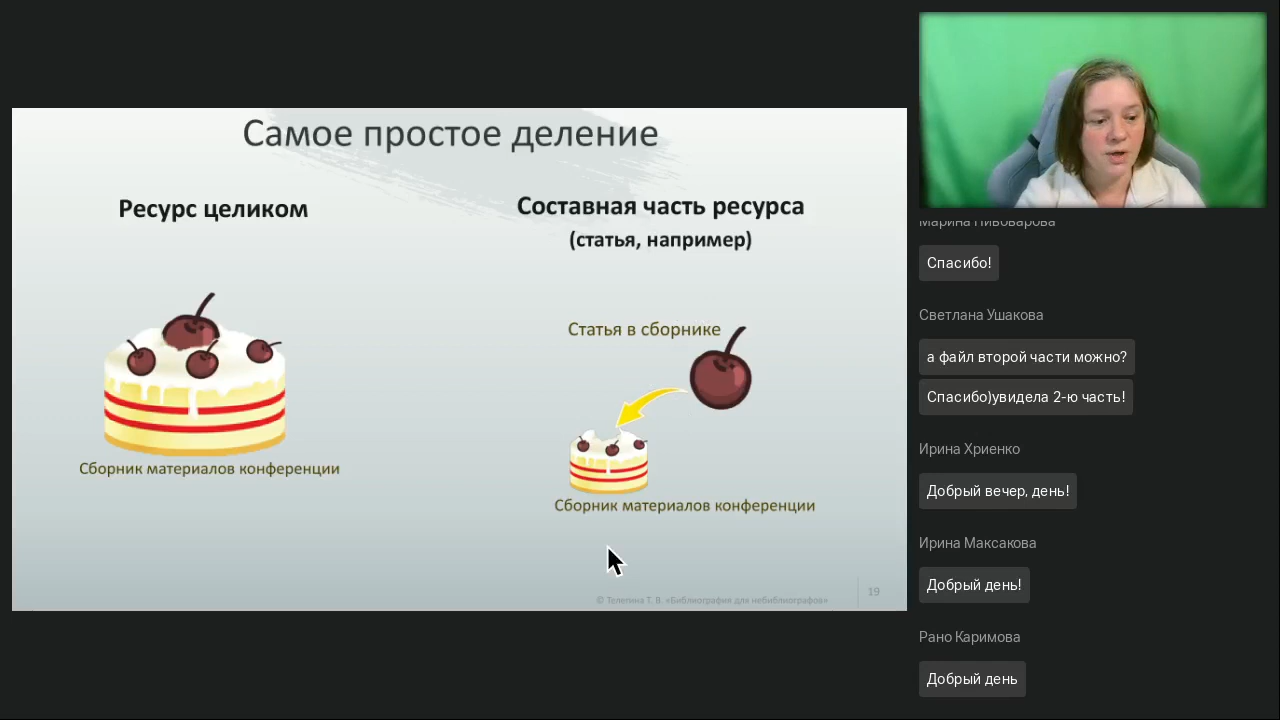 Самое простое деление
Ресурс целиком
Составная часть ресурса
(статья, например)
Статья в сборнике
Сборник материалов конференции
Сборник материалов конференции
© Телепина Т. В. «Библиография для небиблиографов»
19
Марина Пивоварова
Спасибо!
Светлана Ушакова
а файл второй части можно?
Спасибо)увидела 2-ю часть!
Ирина Хриенко
Добрый вечер, день!
Ирина Максакова
Добрый день!
Рано Каримова
Добрый день